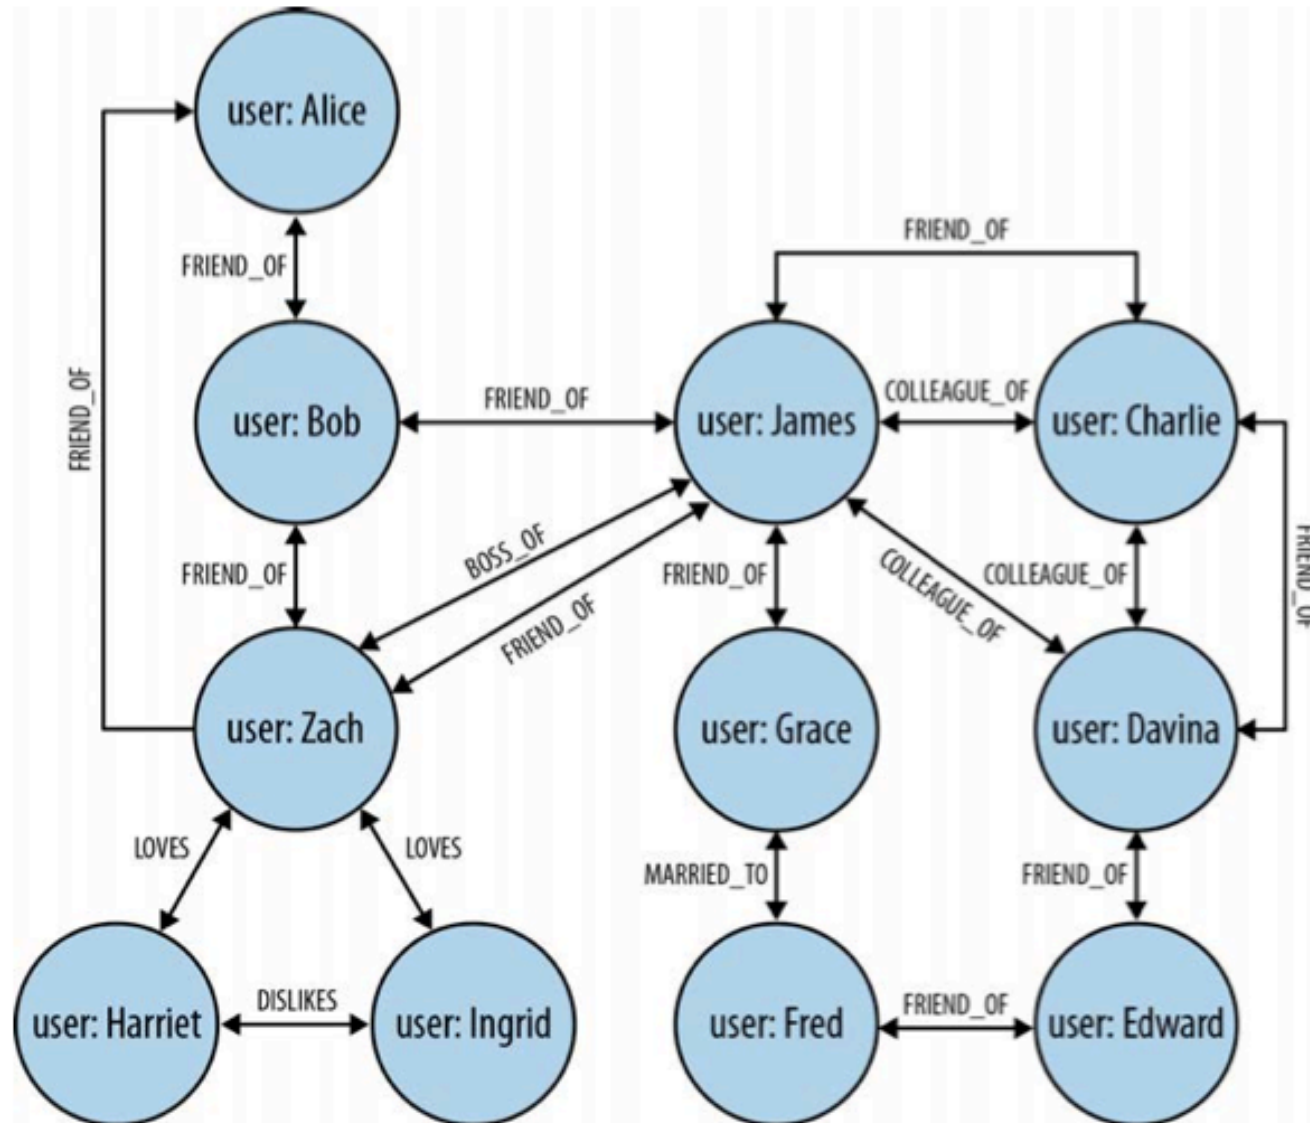 user: Alice
FRIEND_OF
FRIEND_OF
FRIEND_OF
user: Bob
FRIEND_OF
user: James
COLLEAGUE_OF
user: Charlie
FRIEND_OF
BOSS_OF
FRIEND_OF
FRIEND_OF
COLLEAGUE_OF
COLLEAGUE_OF
FRIEND_OF
FRIEND_OF
user: Zach
user: Grace
user: Davina
LOVES
LOVES
MARRIED_TO
FRIEND_OF
user: Harriet
DISLIKES
user: Ingrid
user: Fred
FRIEND_OF
user: Edward